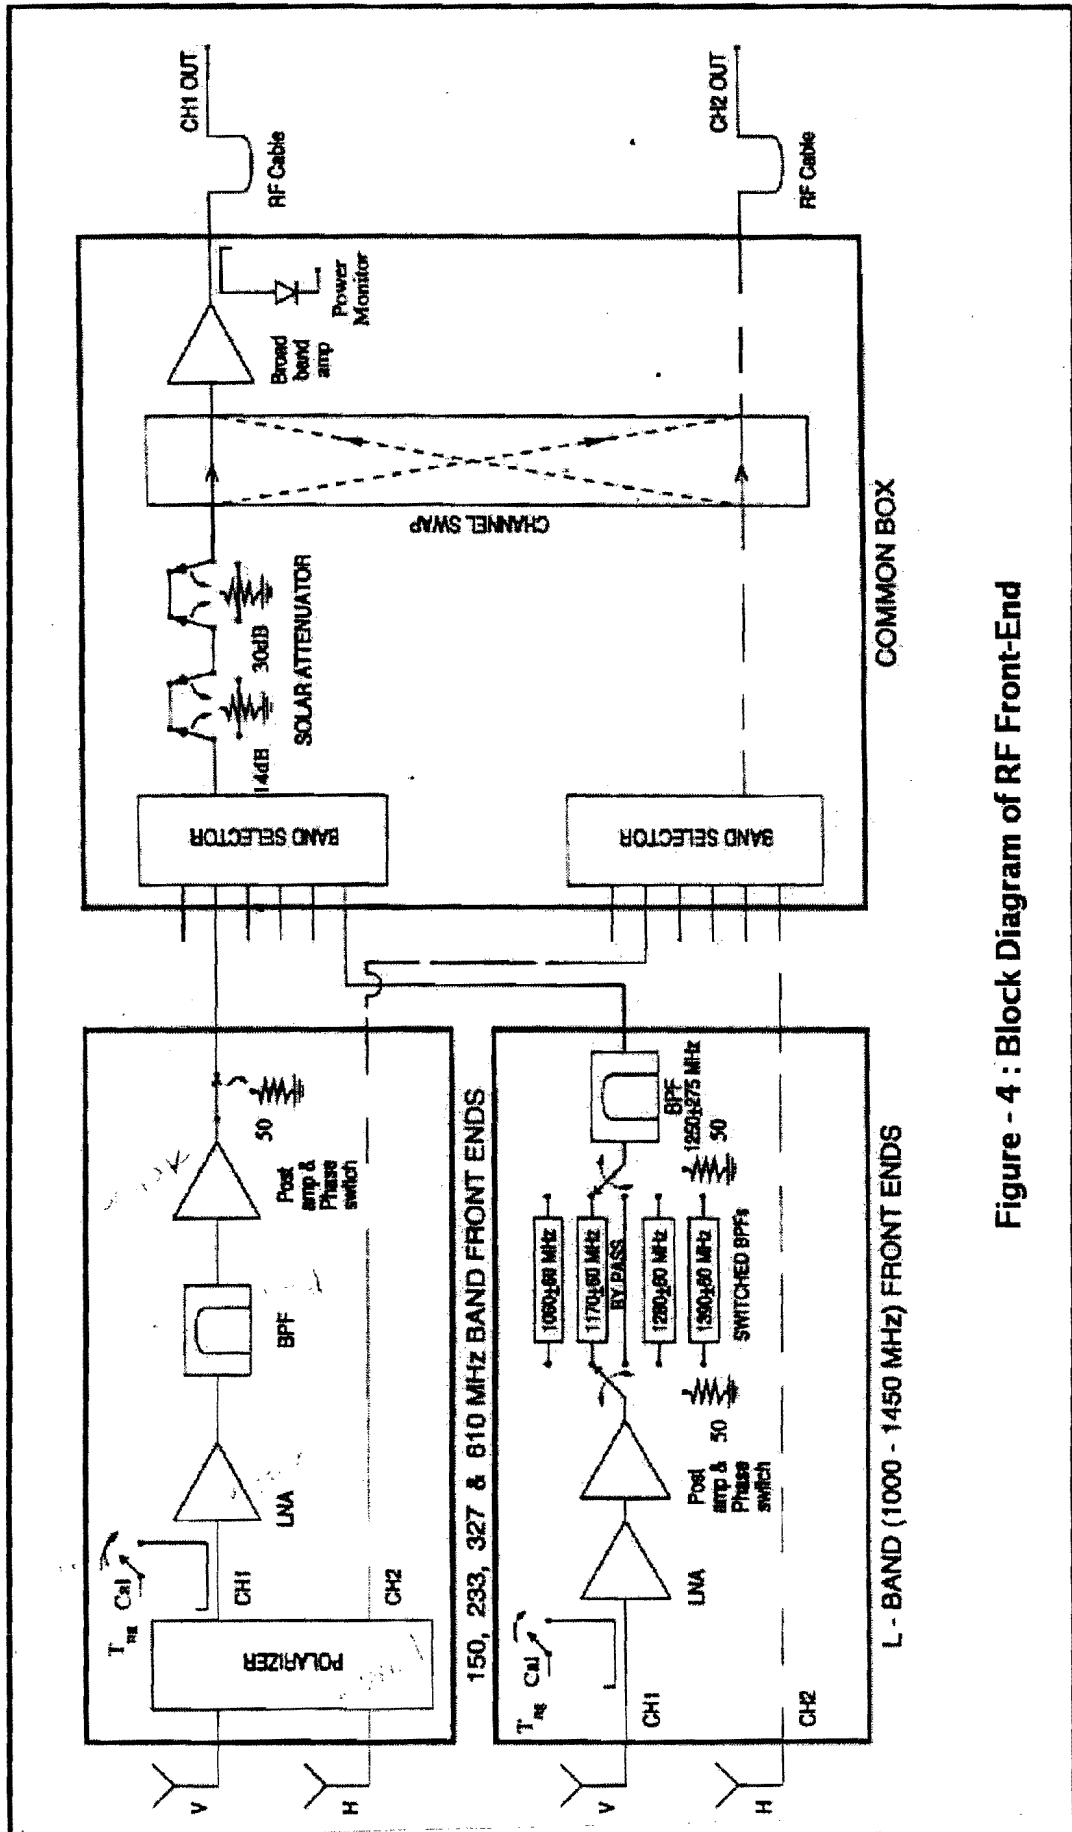 V
H
POLARIZER
T
Cal
CH1
CH2
LNA
BPF
Post
amp &
Phase
switch
50
150, 233, 327 & 610 MHz BAND FRONT ENDS
V
H
T
Cal
CH1
CH2
LNA
Post
amp &
Phase
switch
50
1060±60 MHz
1170±60 MHz
BY PASS
1280±60 MHz
1390±60 MHz
SWITCHED BPFs
BPF
1250±275 MHz
50
L - BAND (1000 - 1450 MHz) FRONT ENDS
BAND SELECTOR
BAND SELECTOR
14dB
30dB
SOLAR ATTENUATOR
CHANNEL SWAP
Broad
band
amp
Power
Monitor
COMMON BOX
RF Cable
CH1 OUT
RF Cable
CH2 OUT
Figure - 4 : Block Diagram of RF Front-End